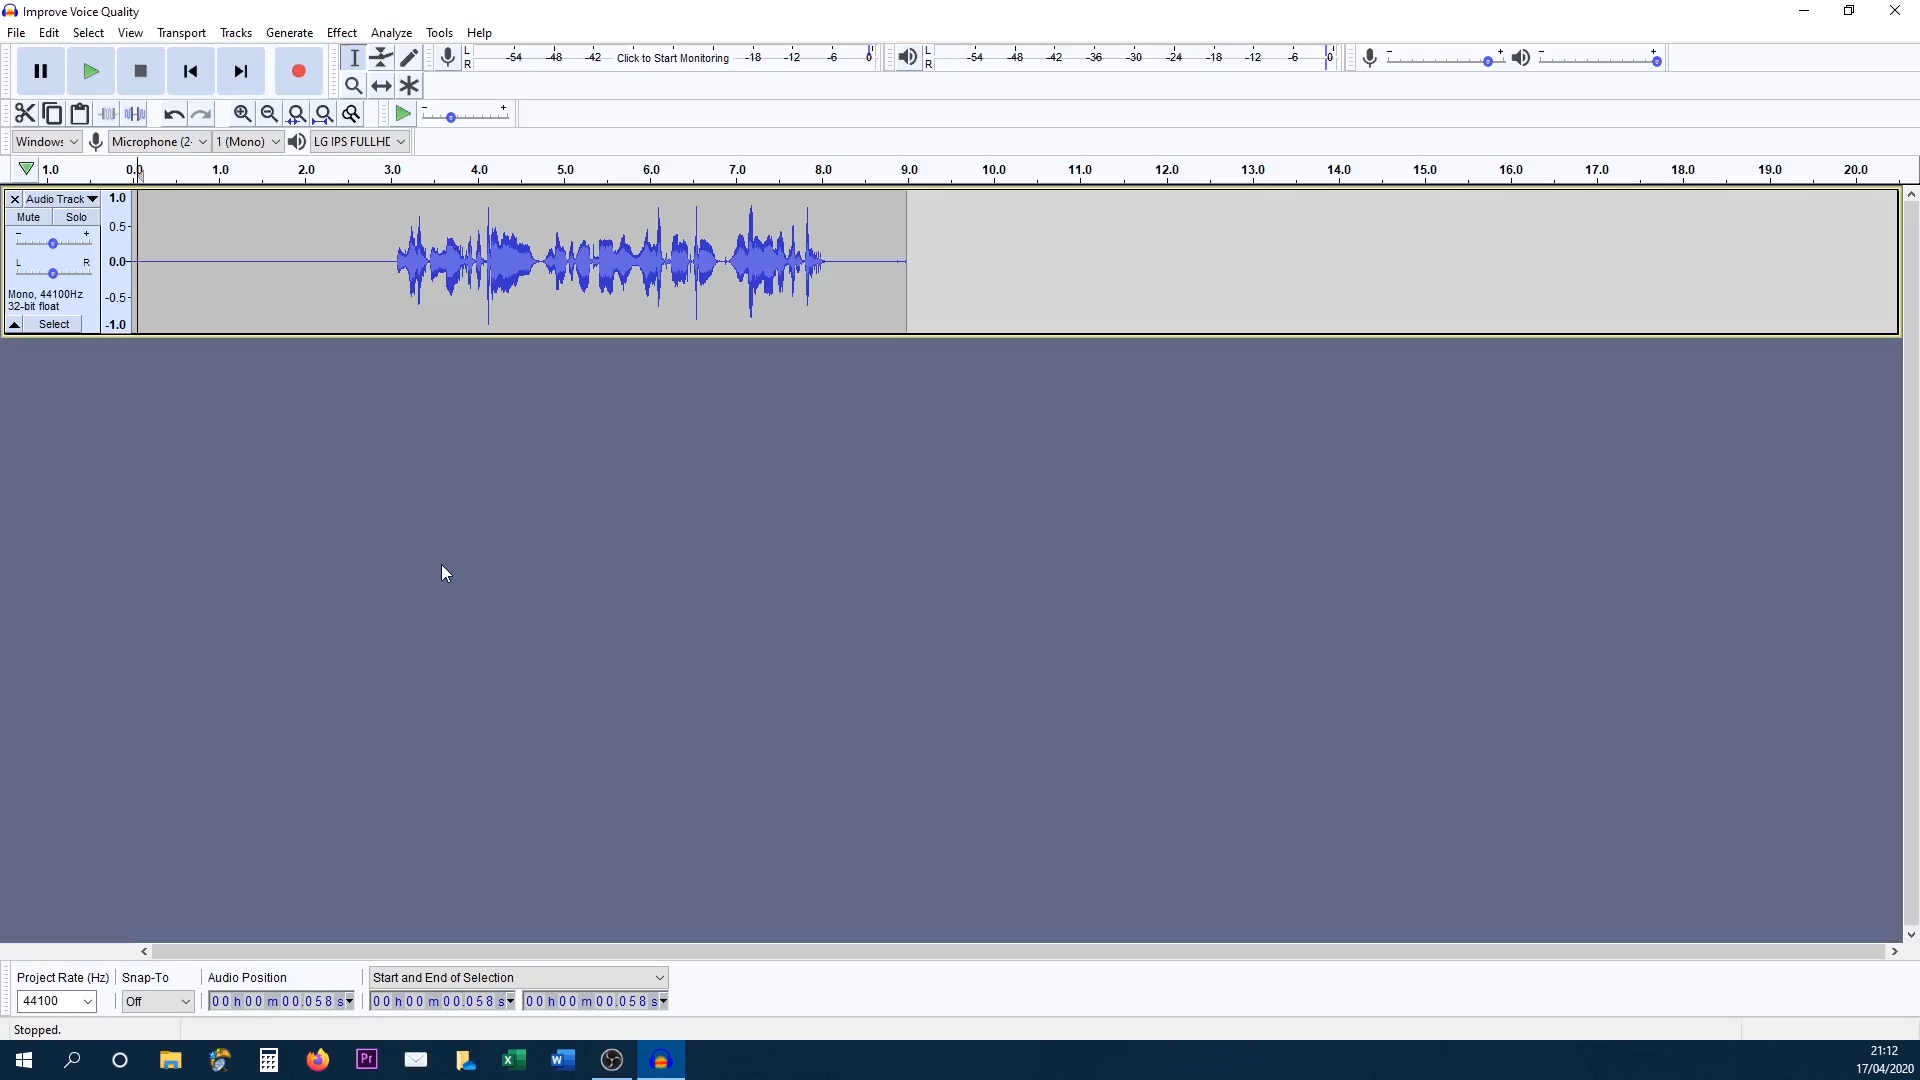 Improve Voice Quality
File Edit Select View Transport Tracks Generate Effect Analyze Tools Help
L R -54 -48 -42 Click to Start Monitoring -18 -12 -6 0 L R -54 -48 -42 -36 -30 -24 -18 -12 -6 0 - + - +
- +
Windows Microphone (2- 1 (Mono) LG IPS FULLHD
1.0 0.0 1.0 2.0 3.0 4.0 5.0 6.0 7.0 8.0 9.0 10.0 11.0 12.0 13.0 14.0 15.0 16.0 17.0 18.0 19.0 20.0
X Audio Track 1.0
Mute Solo 0.5
- +
L R 0.0
Mono, 44100Hz -0.5
32-bit float
Select -1.0
Project Rate (Hz) Snap-To Audio Position Start and End of Selection
44100 Off 00 h 00 m 00.058 s 00 h 00 m 00.058 s 00 h 00 m 00.058 s
Stopped.
Pr X W 21:12
17/04/2020